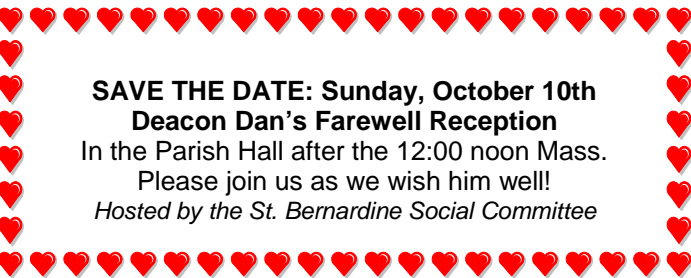 SAVE THE DATE: Sunday, October 10th
Deacon Dan's Farewell Reception
In the Parish Hall after the 12:00 noon Mass.
Please join us as we wish him well!
Hosted by the St. Bernardine Social Committee